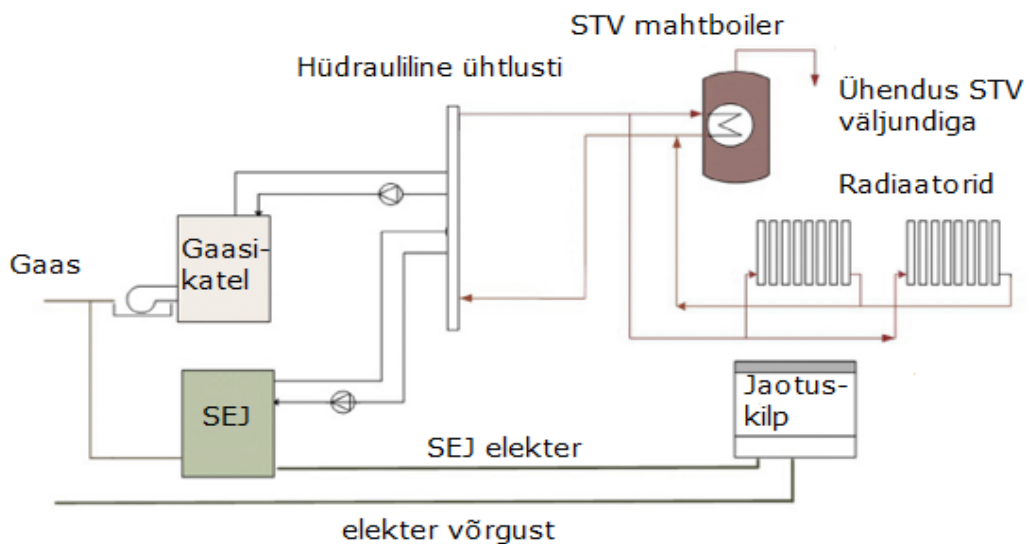 STV mahtboiler
Hüdrauliline ühtlusti
Ühendus STV
väljundiga
Radiaatorid
Gaasi-
katel
Gaas
SEJ
Jaotus-
kilp
SEJ elekter
elekter võrgust